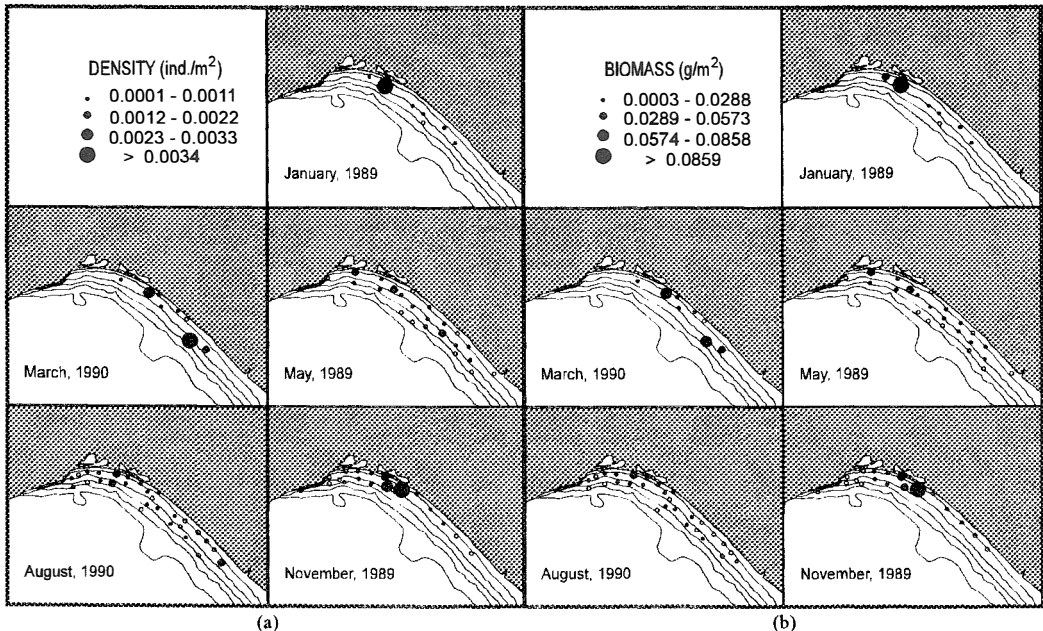 DENSITY (ind./m²)
0.0001 - 0.0011
0.0012 - 0.0022
0.0023 - 0.0033
> 0.0034
January, 1989
BIOMASS (g/m²)
0.0003 - 0.0288
0.0289 - 0.0573
0.0574 - 0.0858
> 0.0859
January, 1989
March, 1990
May, 1989
March, 1990
May, 1989
August, 1990
November, 1989
August, 1990
November, 1989
(a)
(b)